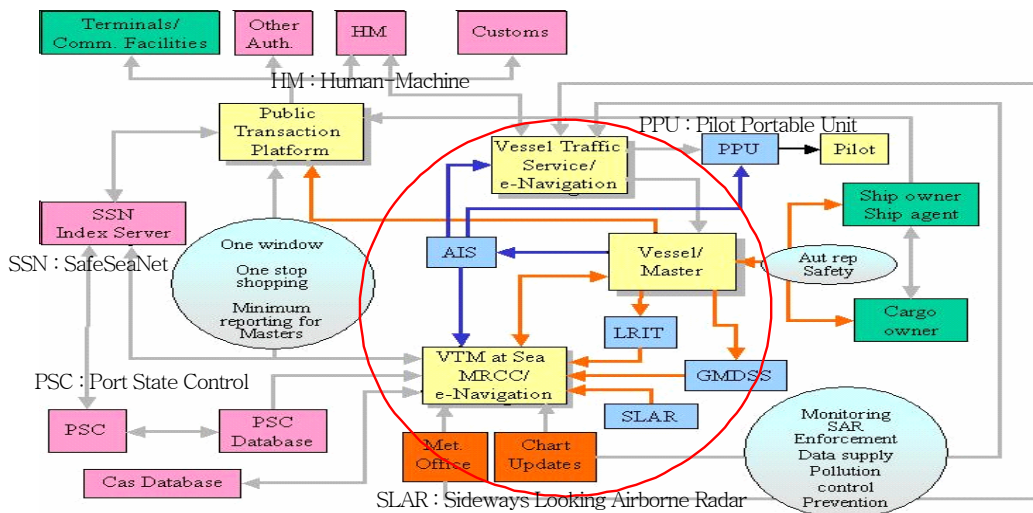 Terminals/
Comm. Facilities
Other
Auth.
HM
Customs
HM : Human-Machine
Public
Transaction
Platform
PPU : Pilot Portable Unit
Vessel Traffic
Service/
e-Navigation
PPU
Pilot
SSN
Index Server
Ship owner
Ship agent
SSN : SafeSeaNet
One window
One stop
shopping
Minimum
reporting for
Masters
AIS
Vessel/
Master
Aut rep
Safety
Cargo
owner
LRIT
VTM at Sea
MRCC/
e-Navigation
GMDSS
PSC : Port State Control
SLAR
PSC
PSC
Database
Met.
Office
Chart
Updates
Monitoring
SAR
Enforcement
Data supply
Pollution
control
Prevention
Cas Database
SLAR : Sideways Looking Airborne Radar